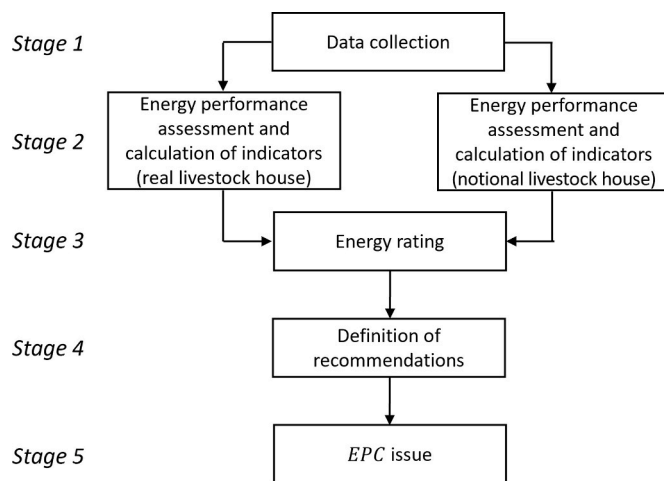 Stage 1
Data collection
Stage 2
Energy performance
assessment and
calculation of indicators
(real livestock house)
Energy performance
assessment and
calculation of indicators
(notional livestock house)
Stage 3
Energy rating
Stage 4
Definition of
recommendations
Stage 5
EPC issue